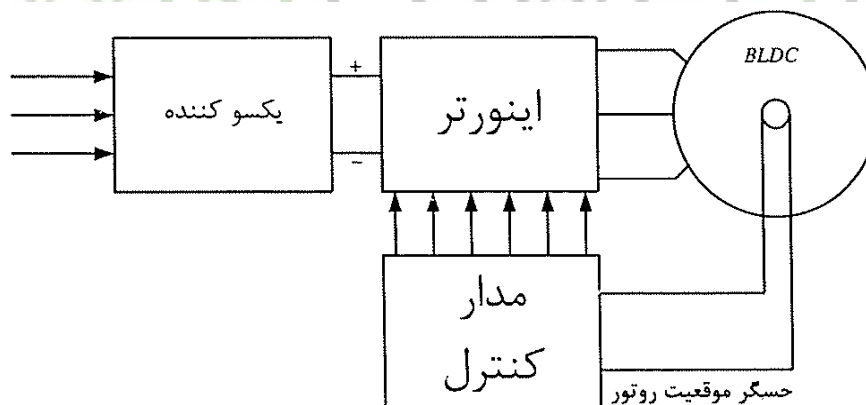 BLDC
+
یکسو کننده
اینورتر
−
مدار
کنترل
حسگر موقعیت روتور